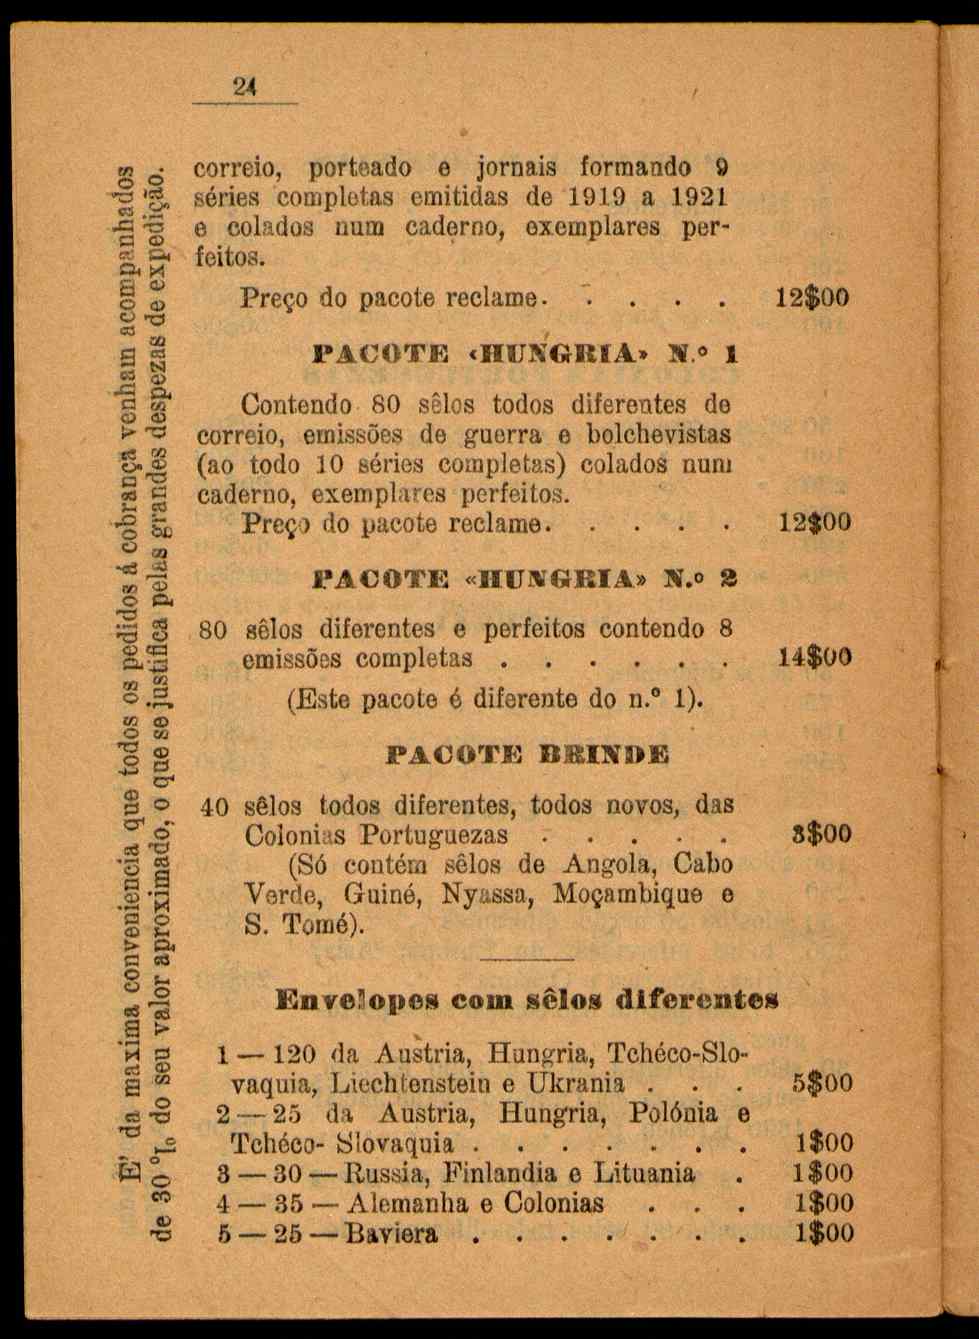 24
correio, porteado e jornais formando 9
séries completas emitidas de 1919 a 1921
e colados num caderno, exemplares per-
feitos.
Preço do pacote reclame. . . . . . 12$00
PACOTE «HUNGRIA» N.º 1
Contendo 80 sêlos todos diferentes de
correio, emissões de guerra e bolchevistas
(ao todo 10 séries completas) colados num
caderno, exemplares perfeitos.
Preço do pacote reclame. . . . . . 12$00
PACOTE «HUNGRIA» N.º 2
80 sêlos diferentes e perfeitos contendo 8
emissões completas . . . . . . 14$00
(Este pacote é diferente do n.º 1).
PACOTE BRINDE
40 sêlos todos diferentes, todos novos, das
Colonias Portuguezas . . . . . 3$00
(Só contém sêlos de Angola, Cabo
Verde, Guiné, Nyassa, Moçambique e
S. Tomé).
Envelopes com sêlos diferentes
1 — 120 da Austria, Hungria, Tchéco-Slo-
vaquia, Liechtenstein e Ukrania . . . 5$00
2 — 25 da Austria, Hungria, Polónia e
Tchéco- Slovaquia . . . . . . . 1$00
3 — 30 — Russia, Finlandia e Lituania . 1$00
4 — 35 — Alemanha e Colonias . . . 1$00
5 — 25 — Baviera . . . . . . . 1$00
E' da maxima conveniencia que todos os pedidos á cobrança venham acompanhados
de 30 º|₀ do seu valor aproximado, o que se justifica pelas grandes despezas de expedição.